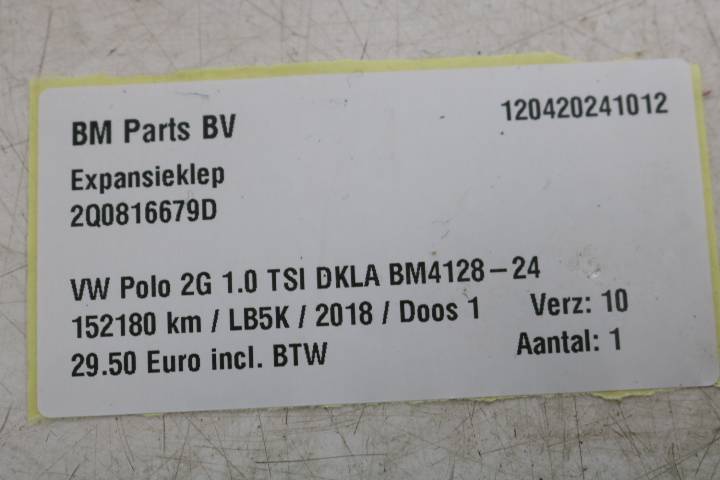 BM Parts BV 120420241012
Expansieklep
2Q0816679D
VW Polo 2G 1.0 TSI DKLA BM4128-24
152180 km / LB5K / 2018 / Doos 1 Verz: 10
29.50 Euro incl. BTW Aantal: 1